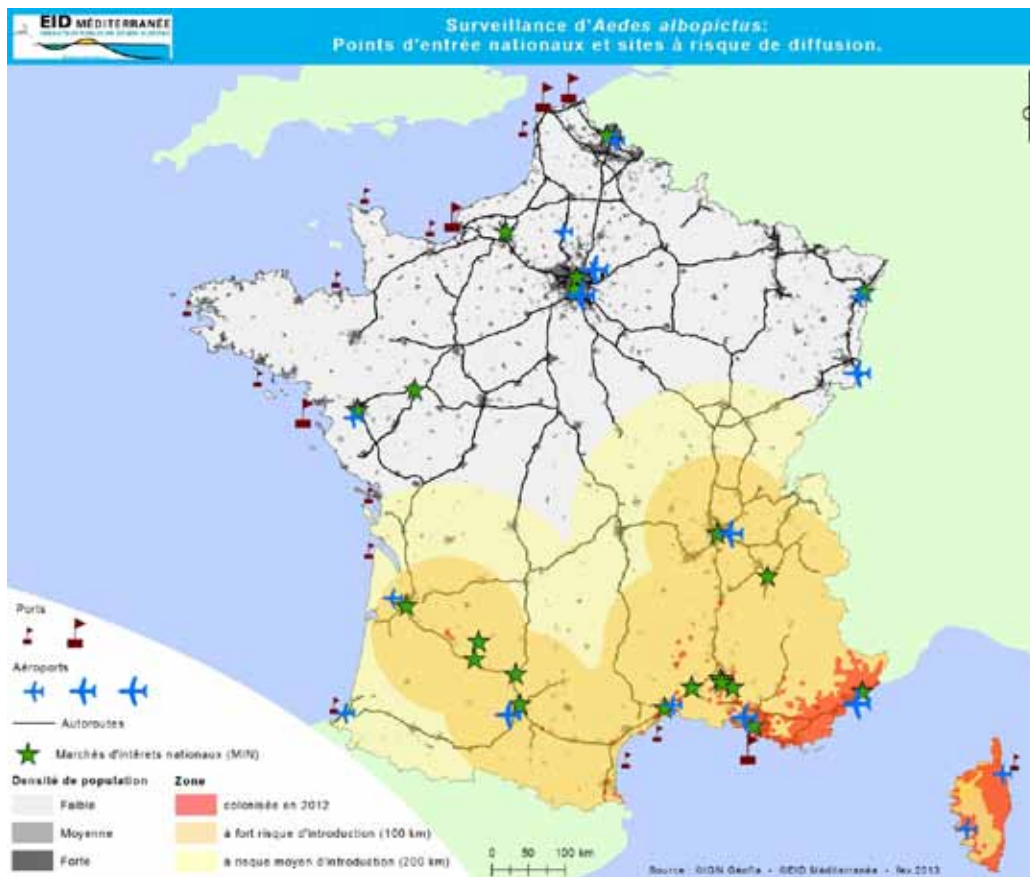 EID MÉDITERRANÉE
Surveillance d'Aedes albopictus:
Points d'entrée nationaux et sites à risque de diffusion.
Ports
Aéroports
Autoroutes
Marchés d'intérêts nationaux (MIN)
Densité de population
Faible
Moyenne
Forte
Zone
colonisée en 2012
à fort risque d'introduction (100 km)
à risque moyen d'introduction (200 km)
0 50 100 km
Source : ©IGN Géofla - ©EID Méditerranée - fev.2013